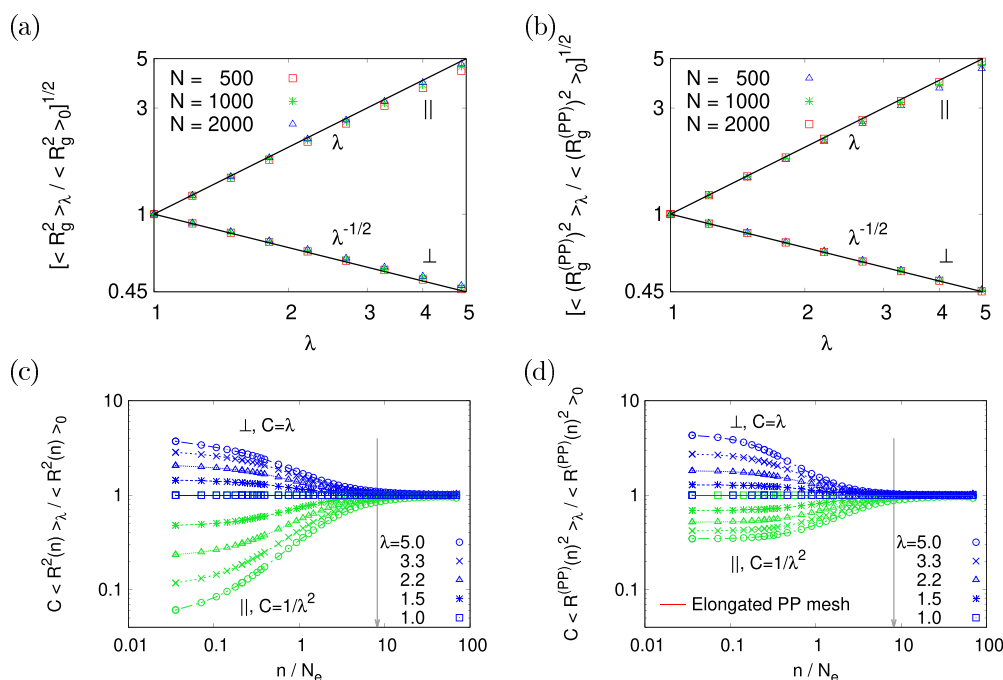 (a)
[< R_g^2 >_λ / < R_g^2 >_0]^{1/2}
5
3
1
0.45
N = 500
N = 1000
N = 2000
||
λ
λ^{-1/2}
⊥
1 2 3 4 5
λ
(b)
[< (R_g^{(PP)})^2 >_λ / < (R_g^{(PP)})^2 >_0]^{1/2}
5
3
1
0.45
N = 500
N = 1000
N = 2000
||
λ
λ^{-1/2}
⊥
1 2 3 4 5
λ
(c)
C < R^2(n) >_λ / < R^2(n) >_0
10
1
0.1
⊥, C=λ
λ=5.0
3.3
2.2
1.5
1.0
||, C=1/λ^2
0.01 0.1 1 10 100
n / N_e
(d)
C < R^{(PP)}(n)^2 >_λ / < R^{(PP)}(n)^2 >_0
10
1
0.1
⊥, C=λ
||, C=1/λ^2
λ=5.0
3.3
2.2
1.5
1.0
Elongated PP mesh
0.01 0.1 1 10 100
n / N_e